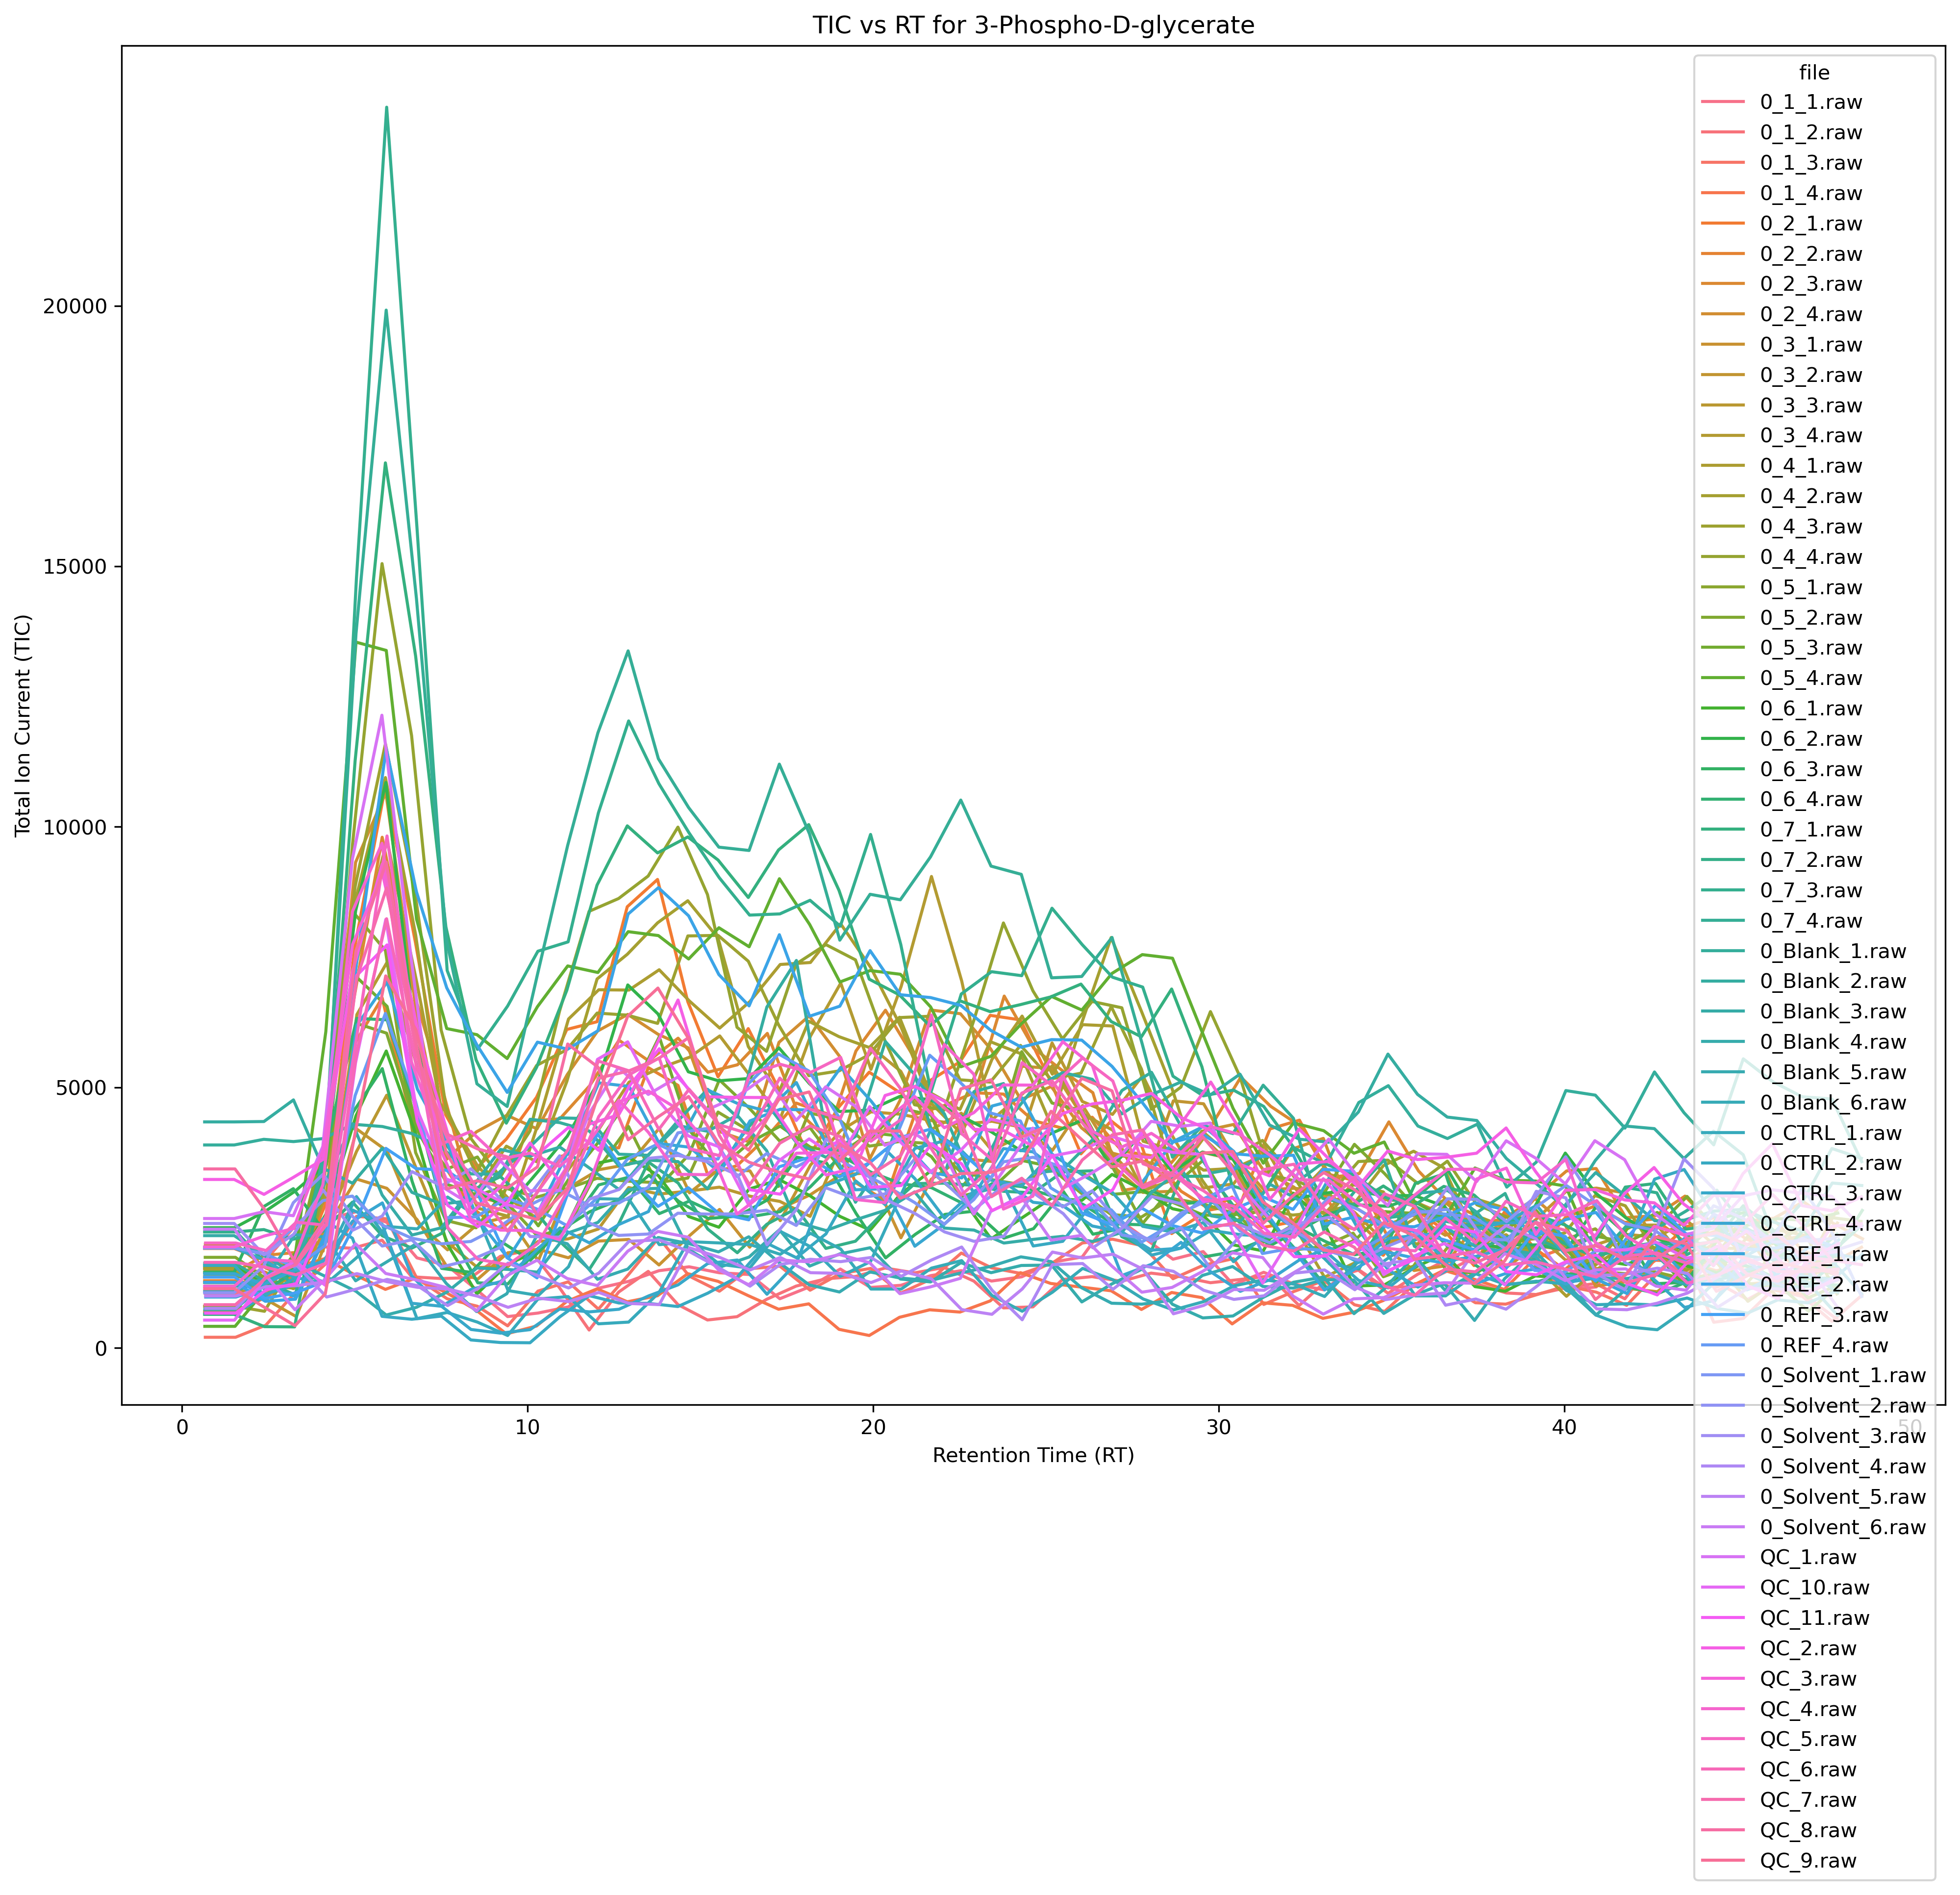 TIC vs RT for 3-Phospho-D-glycerate
Total Ion Current (TIC)
20000
15000
10000
5000
0
0
10
20
30
40
50
Retention Time (RT)
file
0_1_1.raw
0_1_2.raw
0_1_3.raw
0_1_4.raw
0_2_1.raw
0_2_2.raw
0_2_3.raw
0_2_4.raw
0_3_1.raw
0_3_2.raw
0_3_3.raw
0_3_4.raw
0_4_1.raw
0_4_2.raw
0_4_3.raw
0_4_4.raw
0_5_1.raw
0_5_2.raw
0_5_3.raw
0_5_4.raw
0_6_1.raw
0_6_2.raw
0_6_3.raw
0_6_4.raw
0_7_1.raw
0_7_2.raw
0_7_3.raw
0_7_4.raw
0_Blank_1.raw
0_Blank_2.raw
0_Blank_3.raw
0_Blank_4.raw
0_Blank_5.raw
0_Blank_6.raw
0_CTRL_1.raw
0_CTRL_2.raw
0_CTRL_3.raw
0_CTRL_4.raw
0_REF_1.raw
0_REF_2.raw
0_REF_3.raw
0_REF_4.raw
0_Solvent_1.raw
0_Solvent_2.raw
0_Solvent_3.raw
0_Solvent_4.raw
0_Solvent_5.raw
0_Solvent_6.raw
QC_1.raw
QC_10.raw
QC_11.raw
QC_2.raw
QC_3.raw
QC_4.raw
QC_5.raw
QC_6.raw
QC_7.raw
QC_8.raw
QC_9.raw